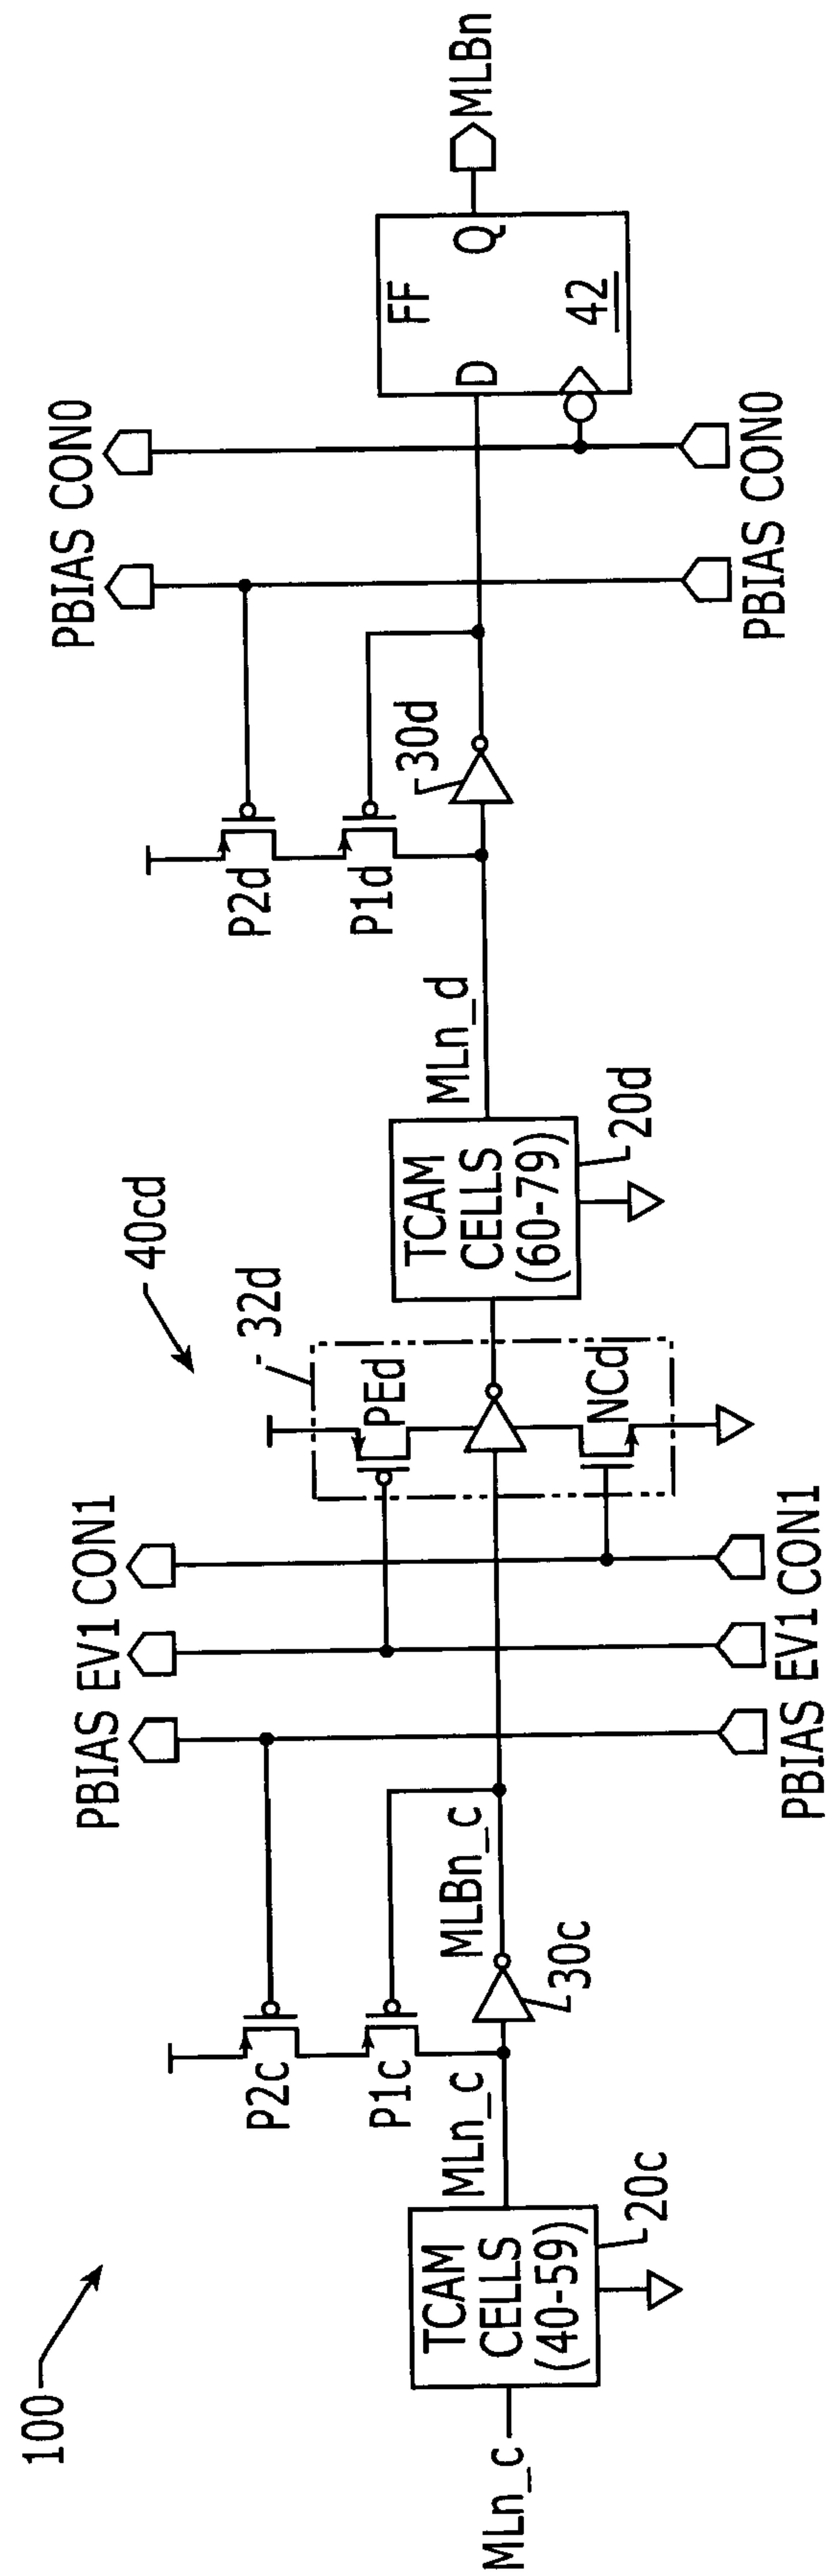 100
MLn_c
TCAM
CELLS
(40-59)
20c
MLn_c
P2c
P1c
30c
MLBn_c
PBIAS EV1 CON1
PBIAS EV1 CON1
40cd
32d
PEd
NCd
TCAM
CELLS
(60-79)
20d
MLn_d
P2d
P1d
30d
PBIAS CON0
PBIAS CON0
FF
D
Q
42
MLBn